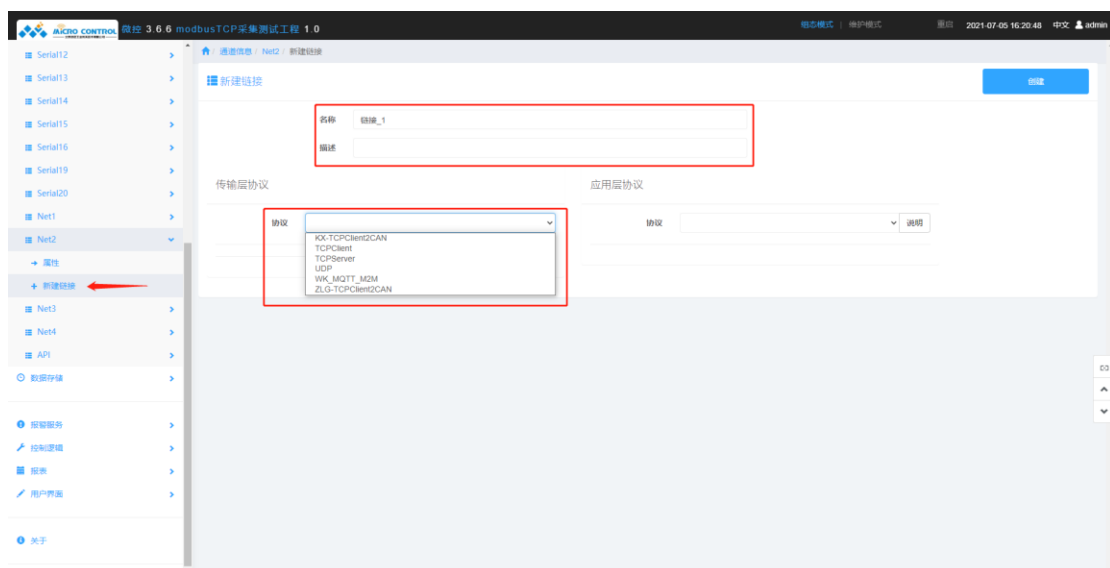 MICRO CONTROL 微控 3.6.6 modbusTCP采集测试工程 1.0
组态模式 | 维护模式 重启 2021-07-05 16:20:48 中文 admin
Serial12
Serial13
Serial14
Serial15
Serial16
Serial19
Serial20
Net1
Net2
属性
新建链接
Net3
Net4
API
数据存储
报警服务
控制逻辑
报表
用户界面
关于
/ 通道信息 / Net2 / 新建链接
新建链接
创建
名称 链接_1
描述
传输层协议
协议
KX-TCPClient2CAN
TCPClient
TCPServer
UDP
WK_MQTT_M2M
ZLG-TCPClient2CAN
应用层协议
协议 说明